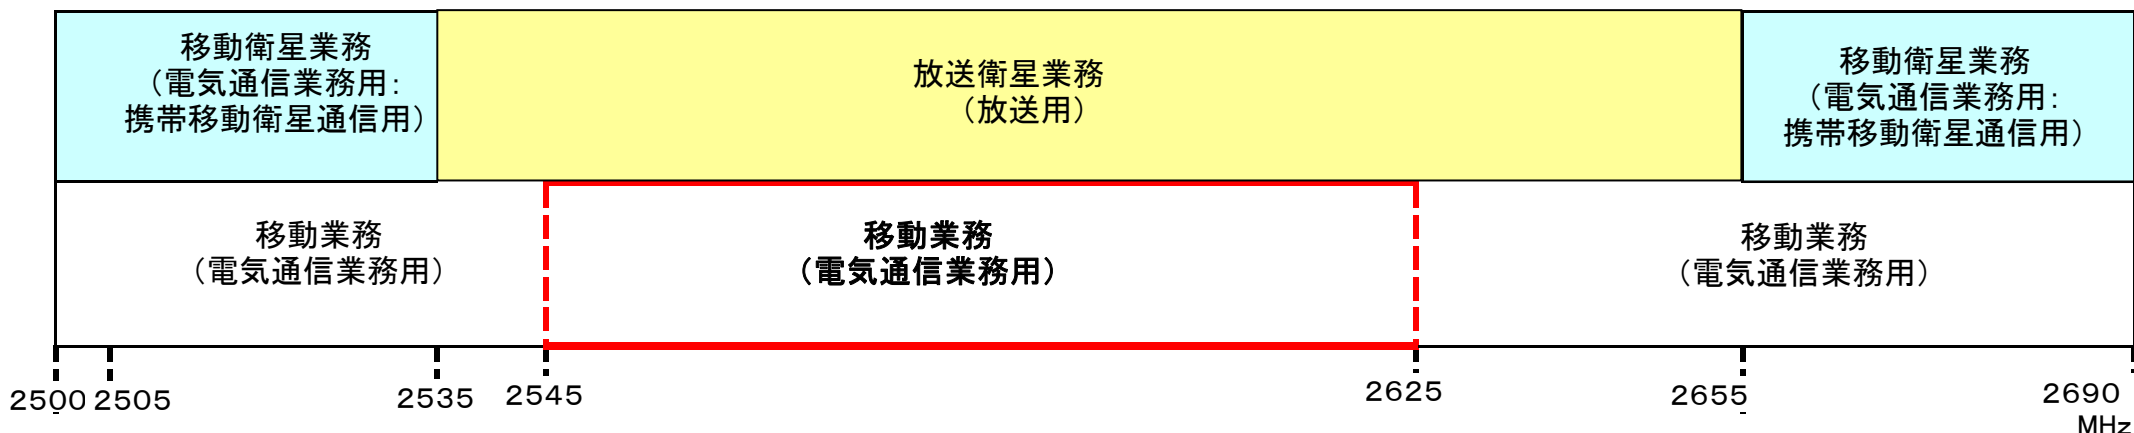 移動衛星業務
（電気通信業務用：
携帯移動衛星通信用）
放送衛星業務
（放送用）
移動衛星業務
（電気通信業務用：
携帯移動衛星通信用）
移動業務
（電気通信業務用）
移動業務
（電気通信業務用）
移動業務
（電気通信業務用）
2500 2505 2535 2545 2625 2655 2690
MHz